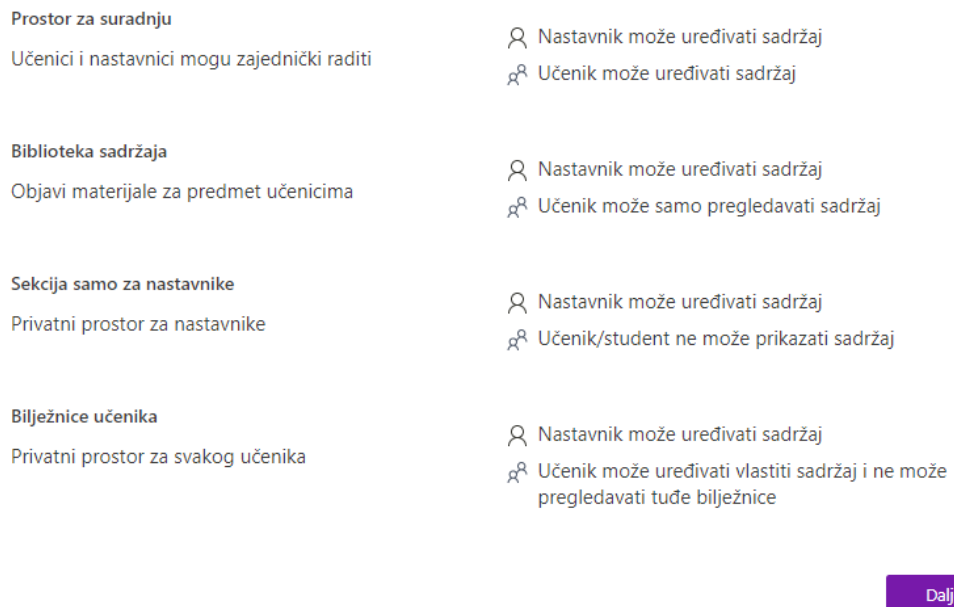 Prostor za suradnju
Učenici i nastavnici mogu zajednički raditi
Nastavnik može uređivati sadržaj
Učenik može uređivati sadržaj
Biblioteka sadržaja
Objavi materijale za predmet učenicima
Nastavnik može uređivati sadržaj
Učenik može samo pregledavati sadržaj
Sekcija samo za nastavnike
Privatni prostor za nastavnike
Nastavnik može uređivati sadržaj
Učenik/student ne može prikazati sadržaj
Bilježnice učenika
Privatni prostor za svakog učenika
Nastavnik može uređivati sadržaj
Učenik može uređivati vlastiti sadržaj i ne može
pregledavati tuđe bilježnice